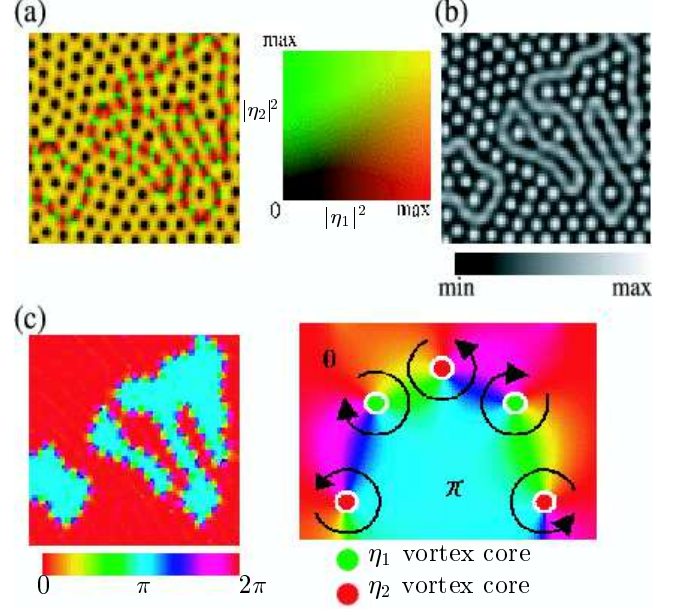 (a)
(b)
max
|η₂|²
0
|η₁|²
max
min
max
(c)
0
π
0
π
2π
η₁ vortex core
η₂ vortex core